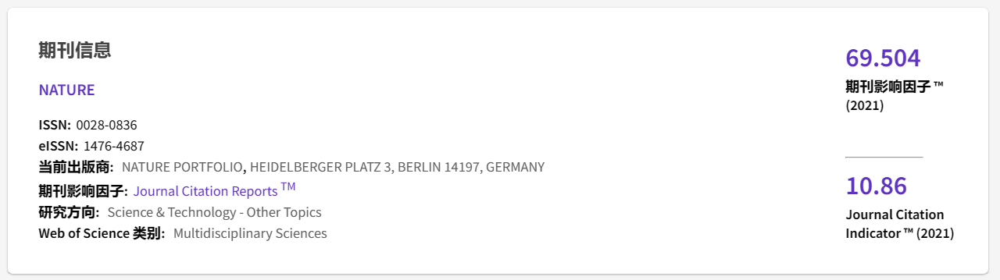 期刊信息
NATURE
ISSN: 0028-0836
eISSN: 1476-4687
当前出版商: NATURE PORTFOLIO, HEIDELBERGER PLATZ 3, BERLIN 14197, GERMANY
期刊影响因子: Journal Citation Reports TM
研究方向: Science & Technology - Other Topics
Web of Science 类别: Multidisciplinary Sciences
69.504
期刊影响因子 ™
(2021)
10.86
Journal Citation
Indicator ™ (2021)